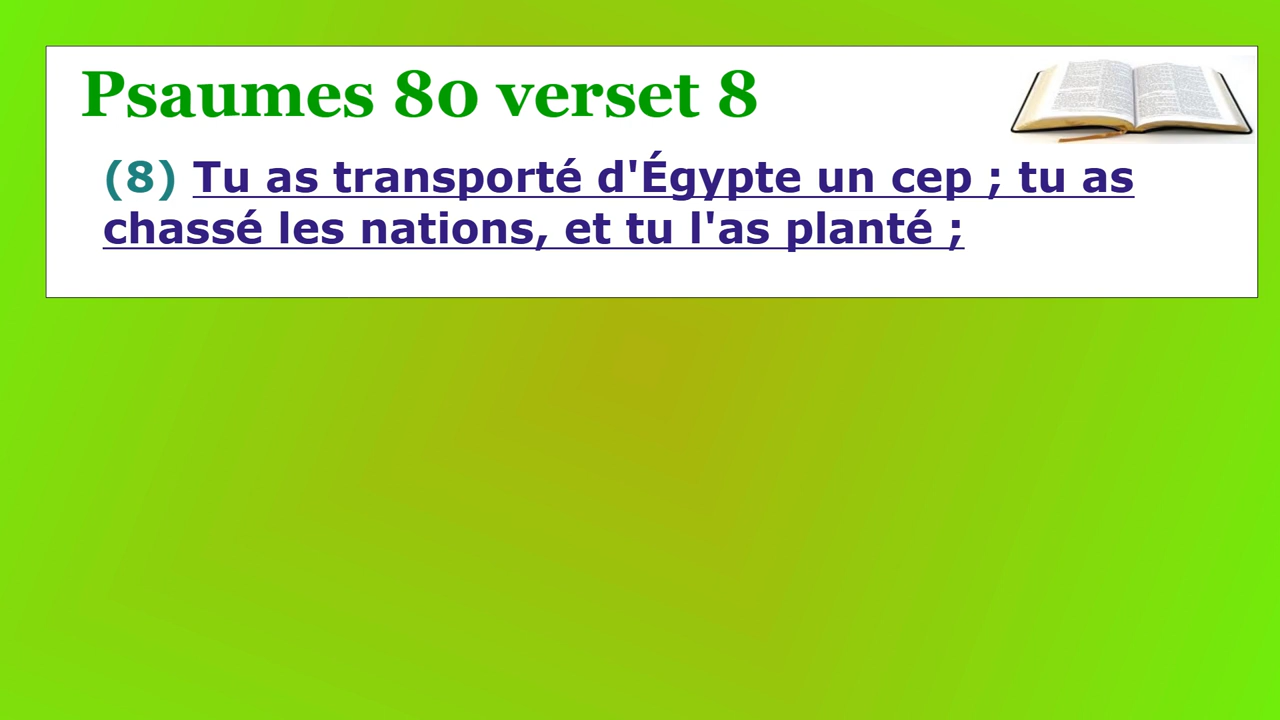 Psaumes 80 verset 8
(8) Tu as transporté d'Égypte un cep ; tu as
chassé les nations, et tu l'as planté ;